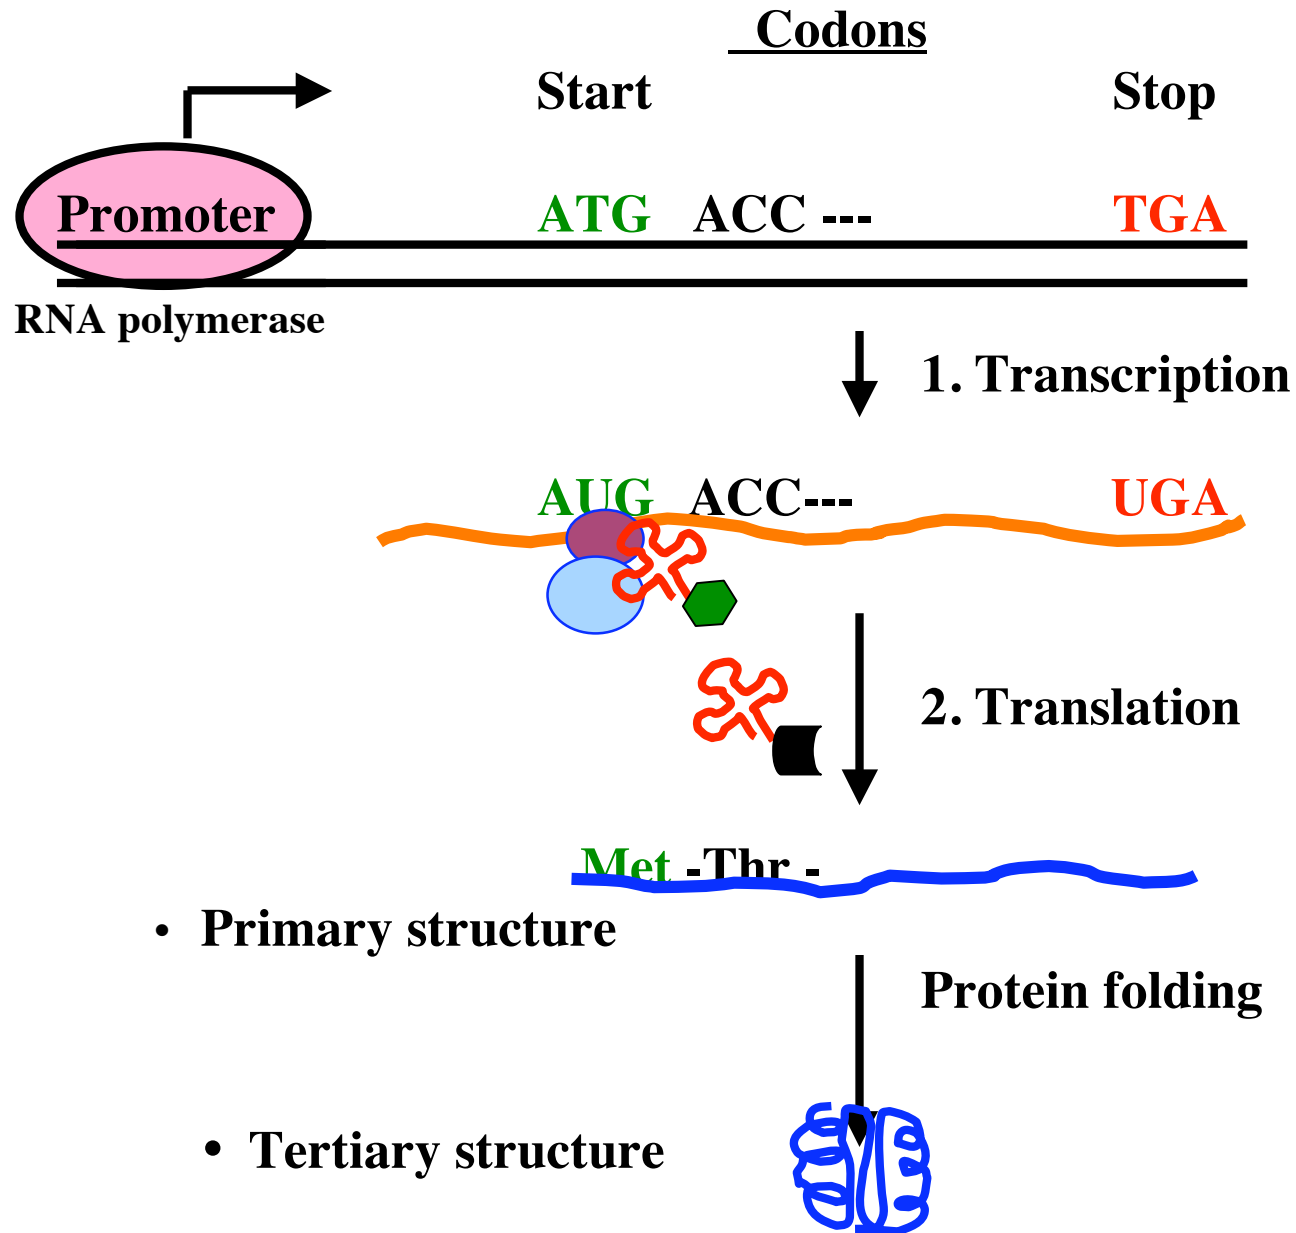 Codons
Start Stop
Promoter ATG ACC --- TGA
RNA polymerase
1. Transcription
AUG ACC--- UGA
2. Translation
Met -Thr -
• Primary structure
Protein folding
• Tertiary structure